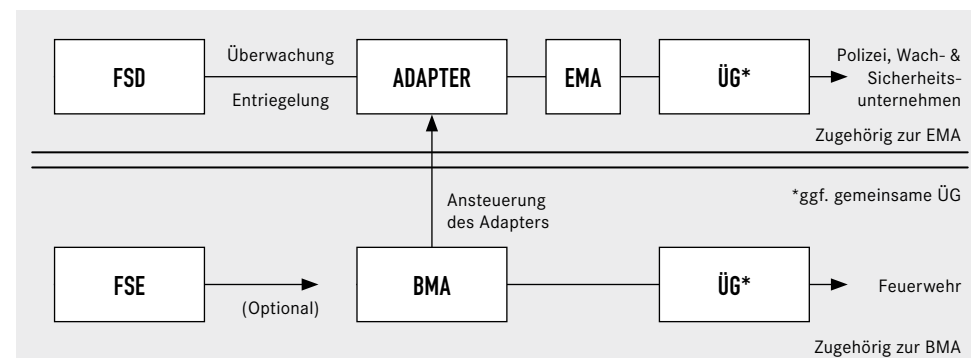 FSD
Überwachung
Entriegelung
ADAPTER
EMA
ÜG*
Polizei, Wach- &
Sicherheits-
unternehmen
Zugehörig zur EMA
Ansteuerung
des Adapters
*ggf. gemeinsame ÜG
FSE
(Optional)
BMA
ÜG*
Feuerwehr
Zugehörig zur BMA